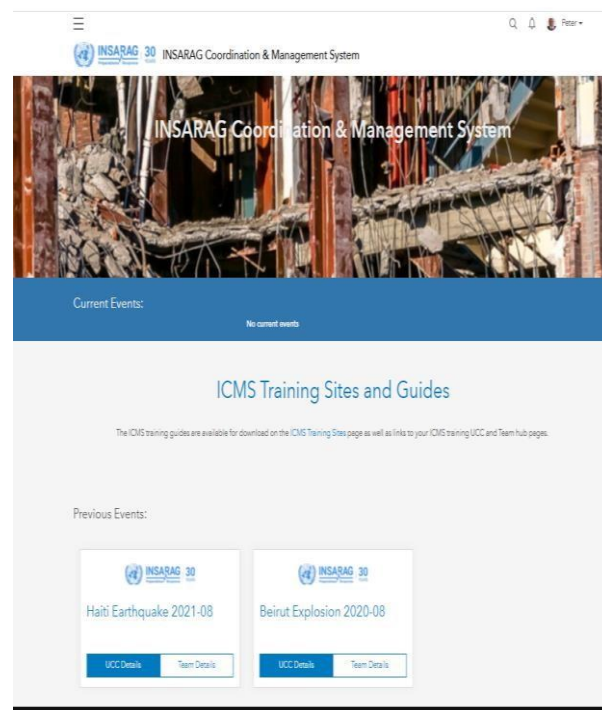 Peter
INSARAG 30 INSARAG Coordination & Management System
INSARAG Coordination & Management System
Current Events:
No current events
ICMS Training Sites and Guides
The ICMS training guides are available for download on the ICMS Training Sites page as well as links to your ICMS training UCC and Team hub pages.
Previous Events:
INSARAG 30
INSARAG 30
Haiti Earthquake 2021-08
Beirut Explosion 2020-08
UCC Details Team Details
UCC Details Team Details